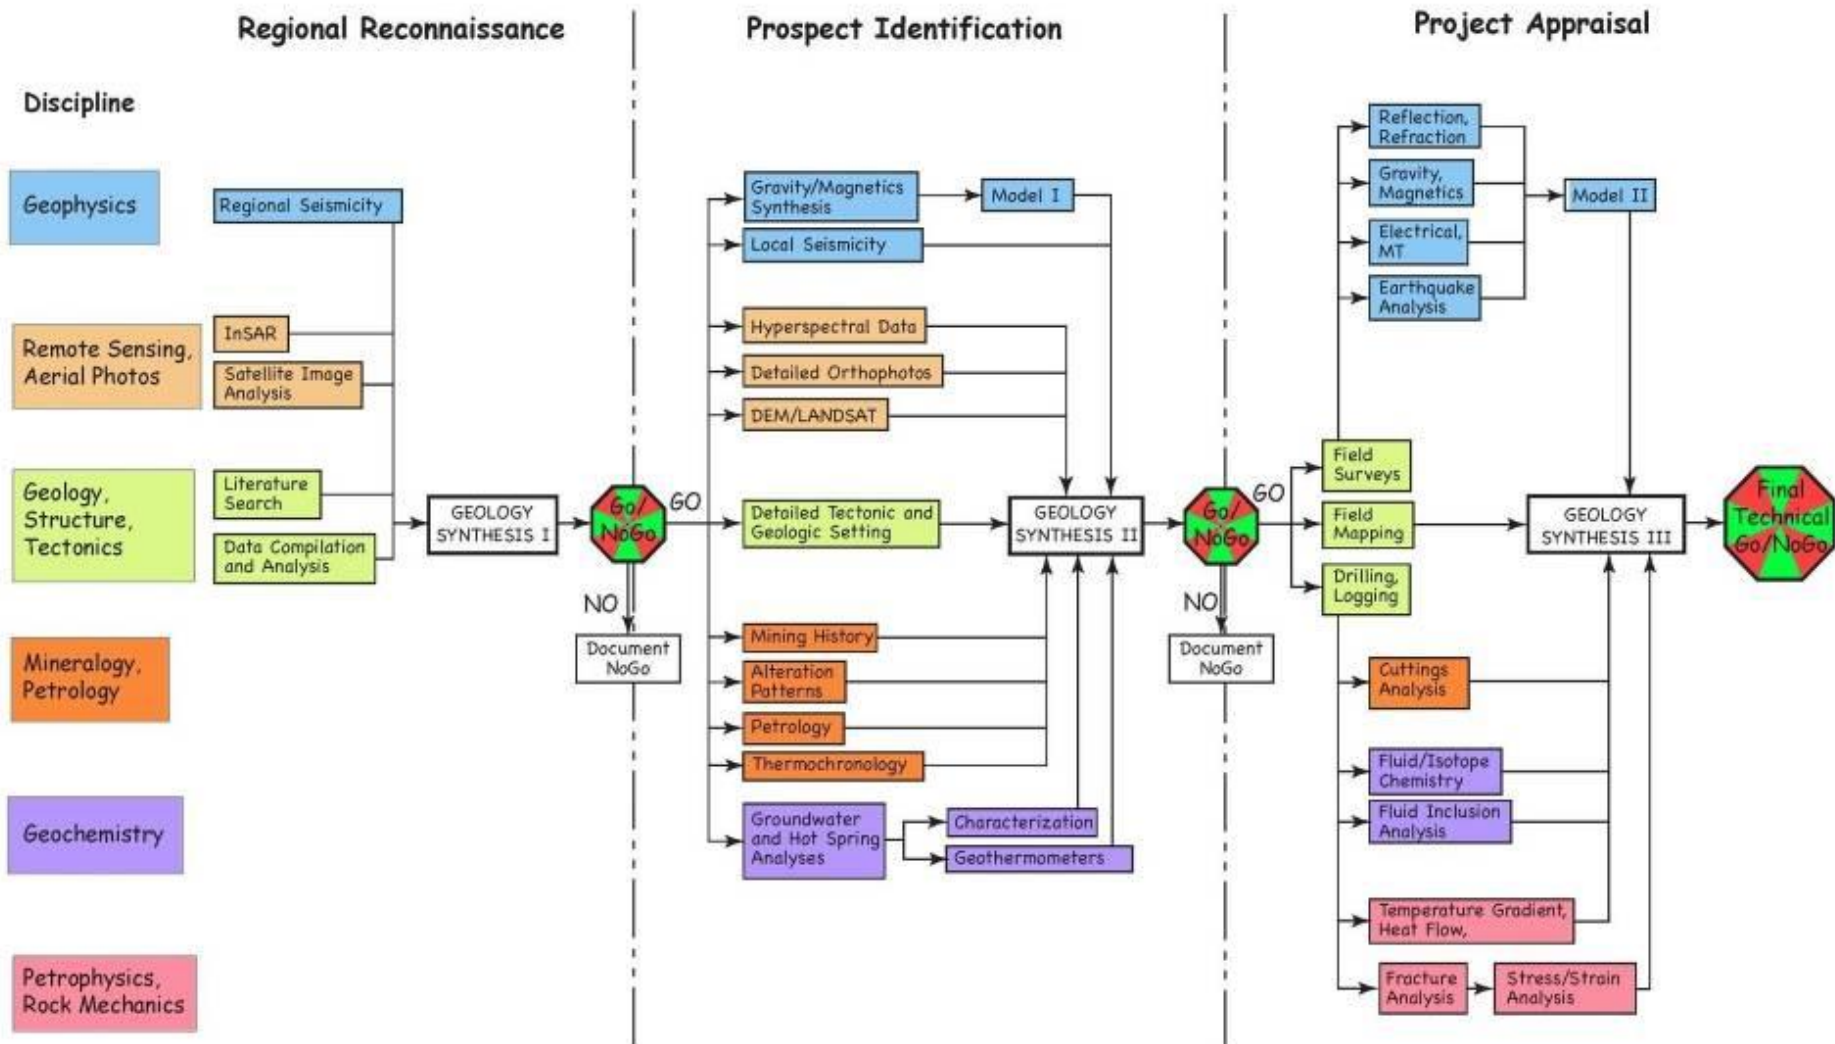 Regional Reconnaissance
Prospect Identification
Project Appraisal
Discipline
Geophysics
Remote Sensing,
Aerial Photos
Geology,
Structure,
Tectonics
Mineralogy,
Petrology
Geochemistry
Petrophysics,
Rock Mechanics
Regional Seismicity
InSAR
Satellite Image
Analysis
Literature
Search
Data Compilation
and Analysis
GEOLOGY
SYNTHESIS I
Go/
NoGo
GO
NO
Document
NoGo
Gravity/Magnetics
Synthesis
Model I
Local Seismicity
Hyperspectral Data
Detailed Orthophotos
DEM/LANDSAT
Detailed Tectonic and
Geologic Setting
GEOLOGY
SYNTHESIS II
Mining History
Alteration
Patterns
Petrology
Thermochronology
Groundwater
and Hot Spring
Analyses
Characterization
Geothermometers
Go/
NoGo
GO
NO
Document
NoGo
Reflection,
Refraction
Gravity,
Magnetics
Electrical,
MT
Earthquake
Analysis
Model II
Field
Surveys
Field
Mapping
Drilling,
Logging
GEOLOGY
SYNTHESIS III
Final
Technical
Go/NoGo
Cuttings
Analysis
Fluid/Isotope
Chemistry
Fluid Inclusion
Analysis
Temperature Gradient,
Heat Flow,
Fracture
Analysis
Stress/Strain
Analysis